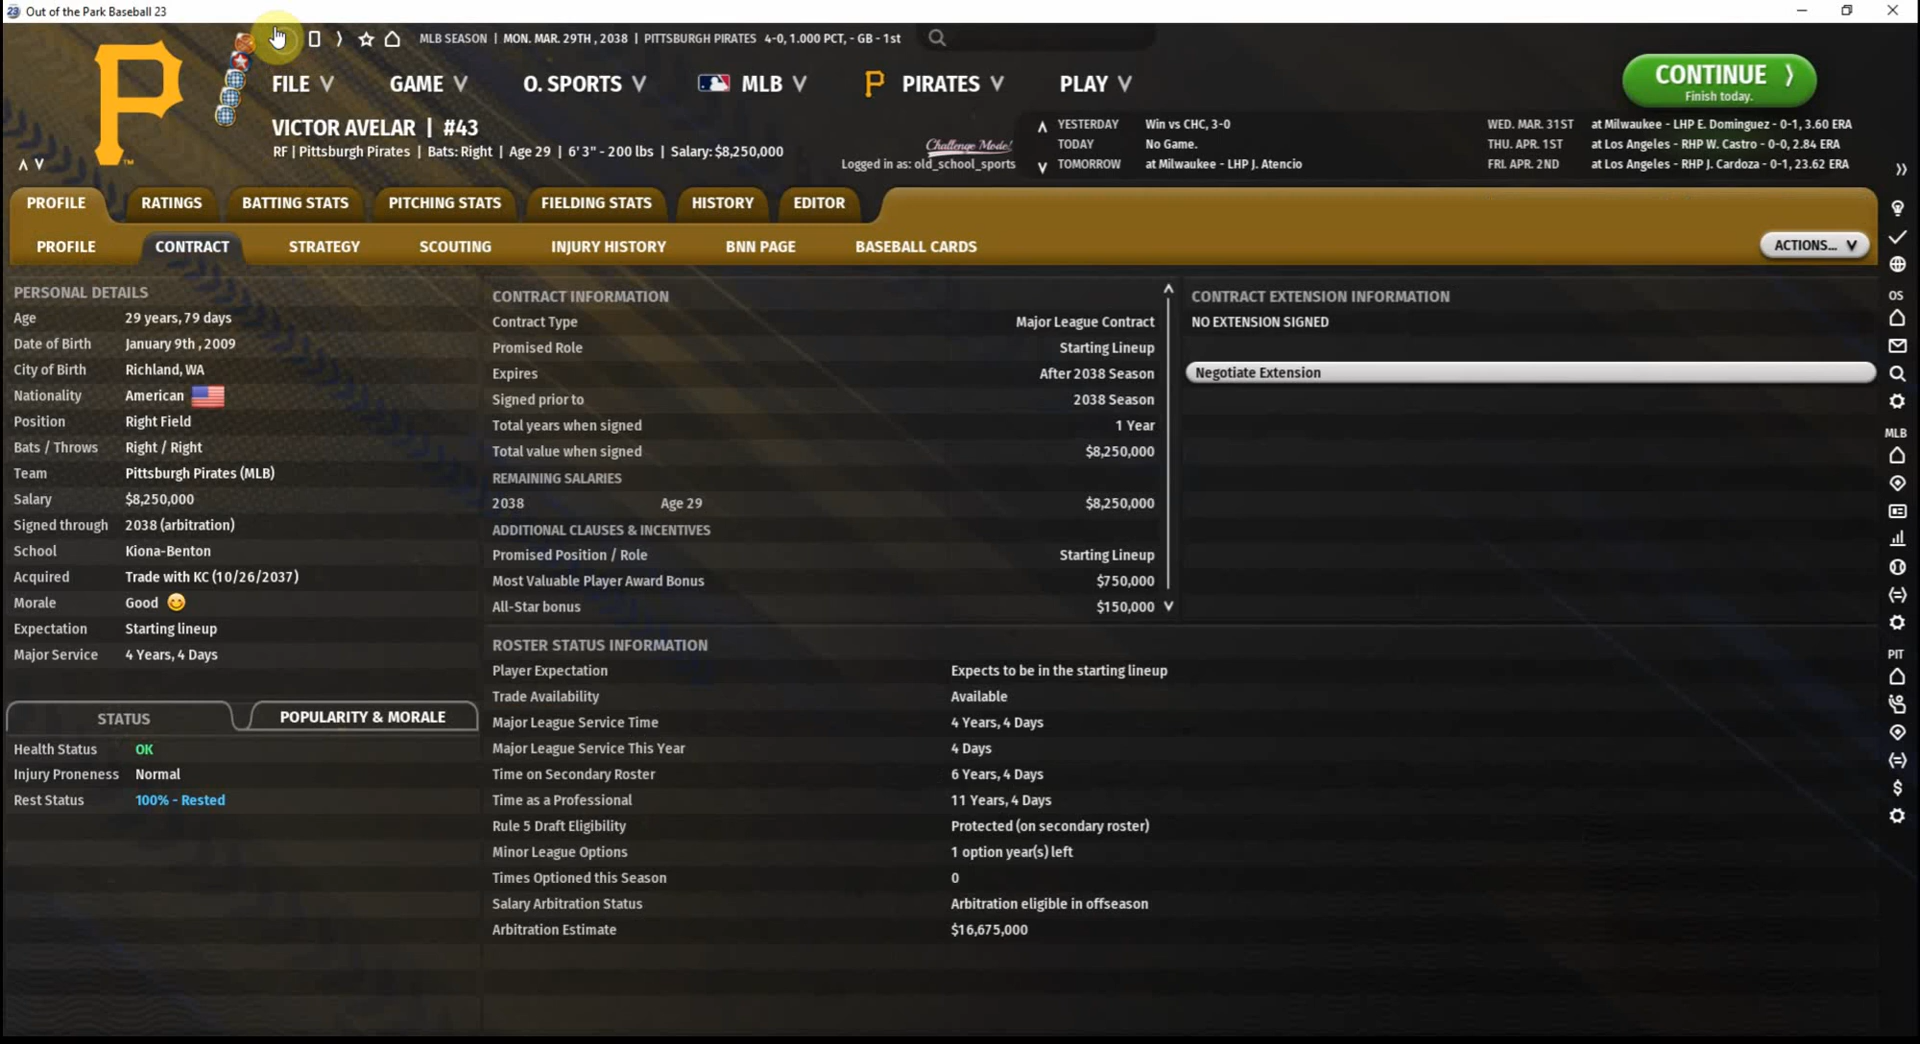 Out of the Park Baseball 23
MLB SEASON | MON. MAR. 29TH , 2038 | PITTSBURGH PIRATES 4-0, 1.000 PCT, - GB - 1st
FILE GAME O. SPORTS MLB PIRATES PLAY
CONTINUE
Finish today.
VICTOR AVELAR | #43
RF | Pittsburgh Pirates | Bats: Right | Age 29 | 6' 3" - 200 lbs | Salary: $8,250,000
Challenge Mode!
Logged in as: old_school_sports
YESTERDAY Win vs CHC, 3-0
TODAY No Game.
TOMORROW at Milwaukee - LHP J. Atencio
WED. MAR. 31ST at Milwaukee - LHP E. Dominguez - 0-1, 3.60 ERA
THU. APR. 1ST at Los Angeles - RHP W. Castro - 0-0, 2.84 ERA
FRI. APR. 2ND at Los Angeles - RHP J. Cardoza - 0-1, 23.62 ERA
PROFILE RATINGS BATTING STATS PITCHING STATS FIELDING STATS HISTORY EDITOR
PROFILE CONTRACT STRATEGY SCOUTING INJURY HISTORY BNN PAGE BASEBALL CARDS
ACTIONS...
PERSONAL DETAILS
Age 29 years, 79 days
Date of Birth January 9th , 2009
City of Birth Richland, WA
Nationality American
Position Right Field
Bats / Throws Right / Right
Team Pittsburgh Pirates (MLB)
Salary $8,250,000
Signed through 2038 (arbitration)
School Kiona-Benton
Acquired Trade with KC (10/26/2037)
Morale Good
Expectation Starting lineup
Major Service 4 Years, 4 Days
STATUS POPULARITY & MORALE
Health Status OK
Injury Proneness Normal
Rest Status 100% - Rested
CONTRACT INFORMATION
Contract Type Major League Contract
Promised Role Starting Lineup
Expires After 2038 Season
Signed prior to 2038 Season
Total years when signed 1 Year
Total value when signed $8,250,000
REMAINING SALARIES
2038 Age 29 $8,250,000
ADDITIONAL CLAUSES & INCENTIVES
Promised Position / Role Starting Lineup
Most Valuable Player Award Bonus $750,000
All-Star bonus $150,000
CONTRACT EXTENSION INFORMATION
NO EXTENSION SIGNED
Negotiate Extension
ROSTER STATUS INFORMATION
Player Expectation Expects to be in the starting lineup
Trade Availability Available
Major League Service Time 4 Years, 4 Days
Major League Service This Year 4 Days
Time on Secondary Roster 6 Years, 4 Days
Time as a Professional 11 Years, 4 Days
Rule 5 Draft Eligibility Protected (on secondary roster)
Minor League Options 1 option year(s) left
Times Optioned this Season 0
Salary Arbitration Status Arbitration eligible in offseason
Arbitration Estimate $16,675,000
OS
MLB
PIT